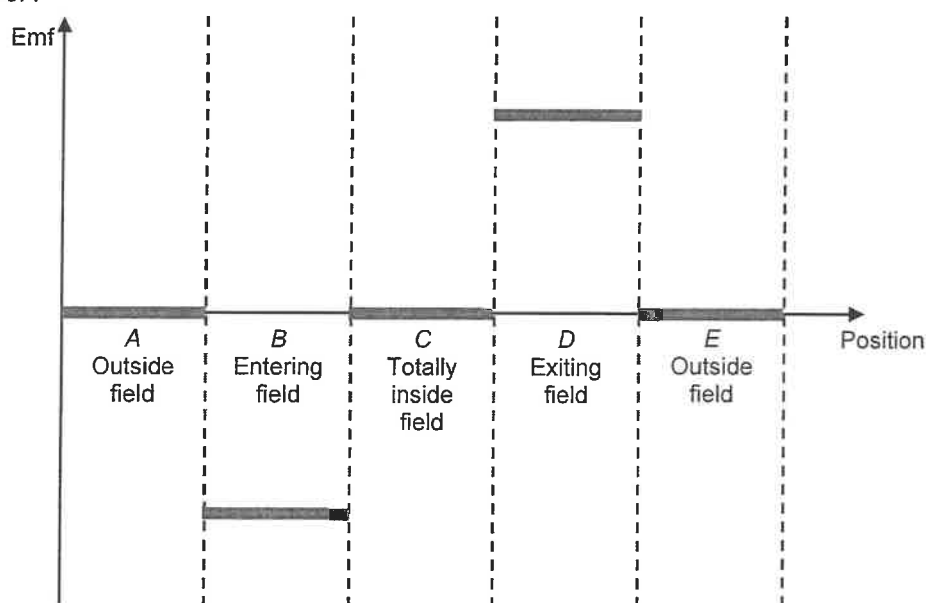 Emf
Position
A
Outside
field
B
Entering
field
C
Totally
inside
field
D
Exiting
field
E
Outside
field